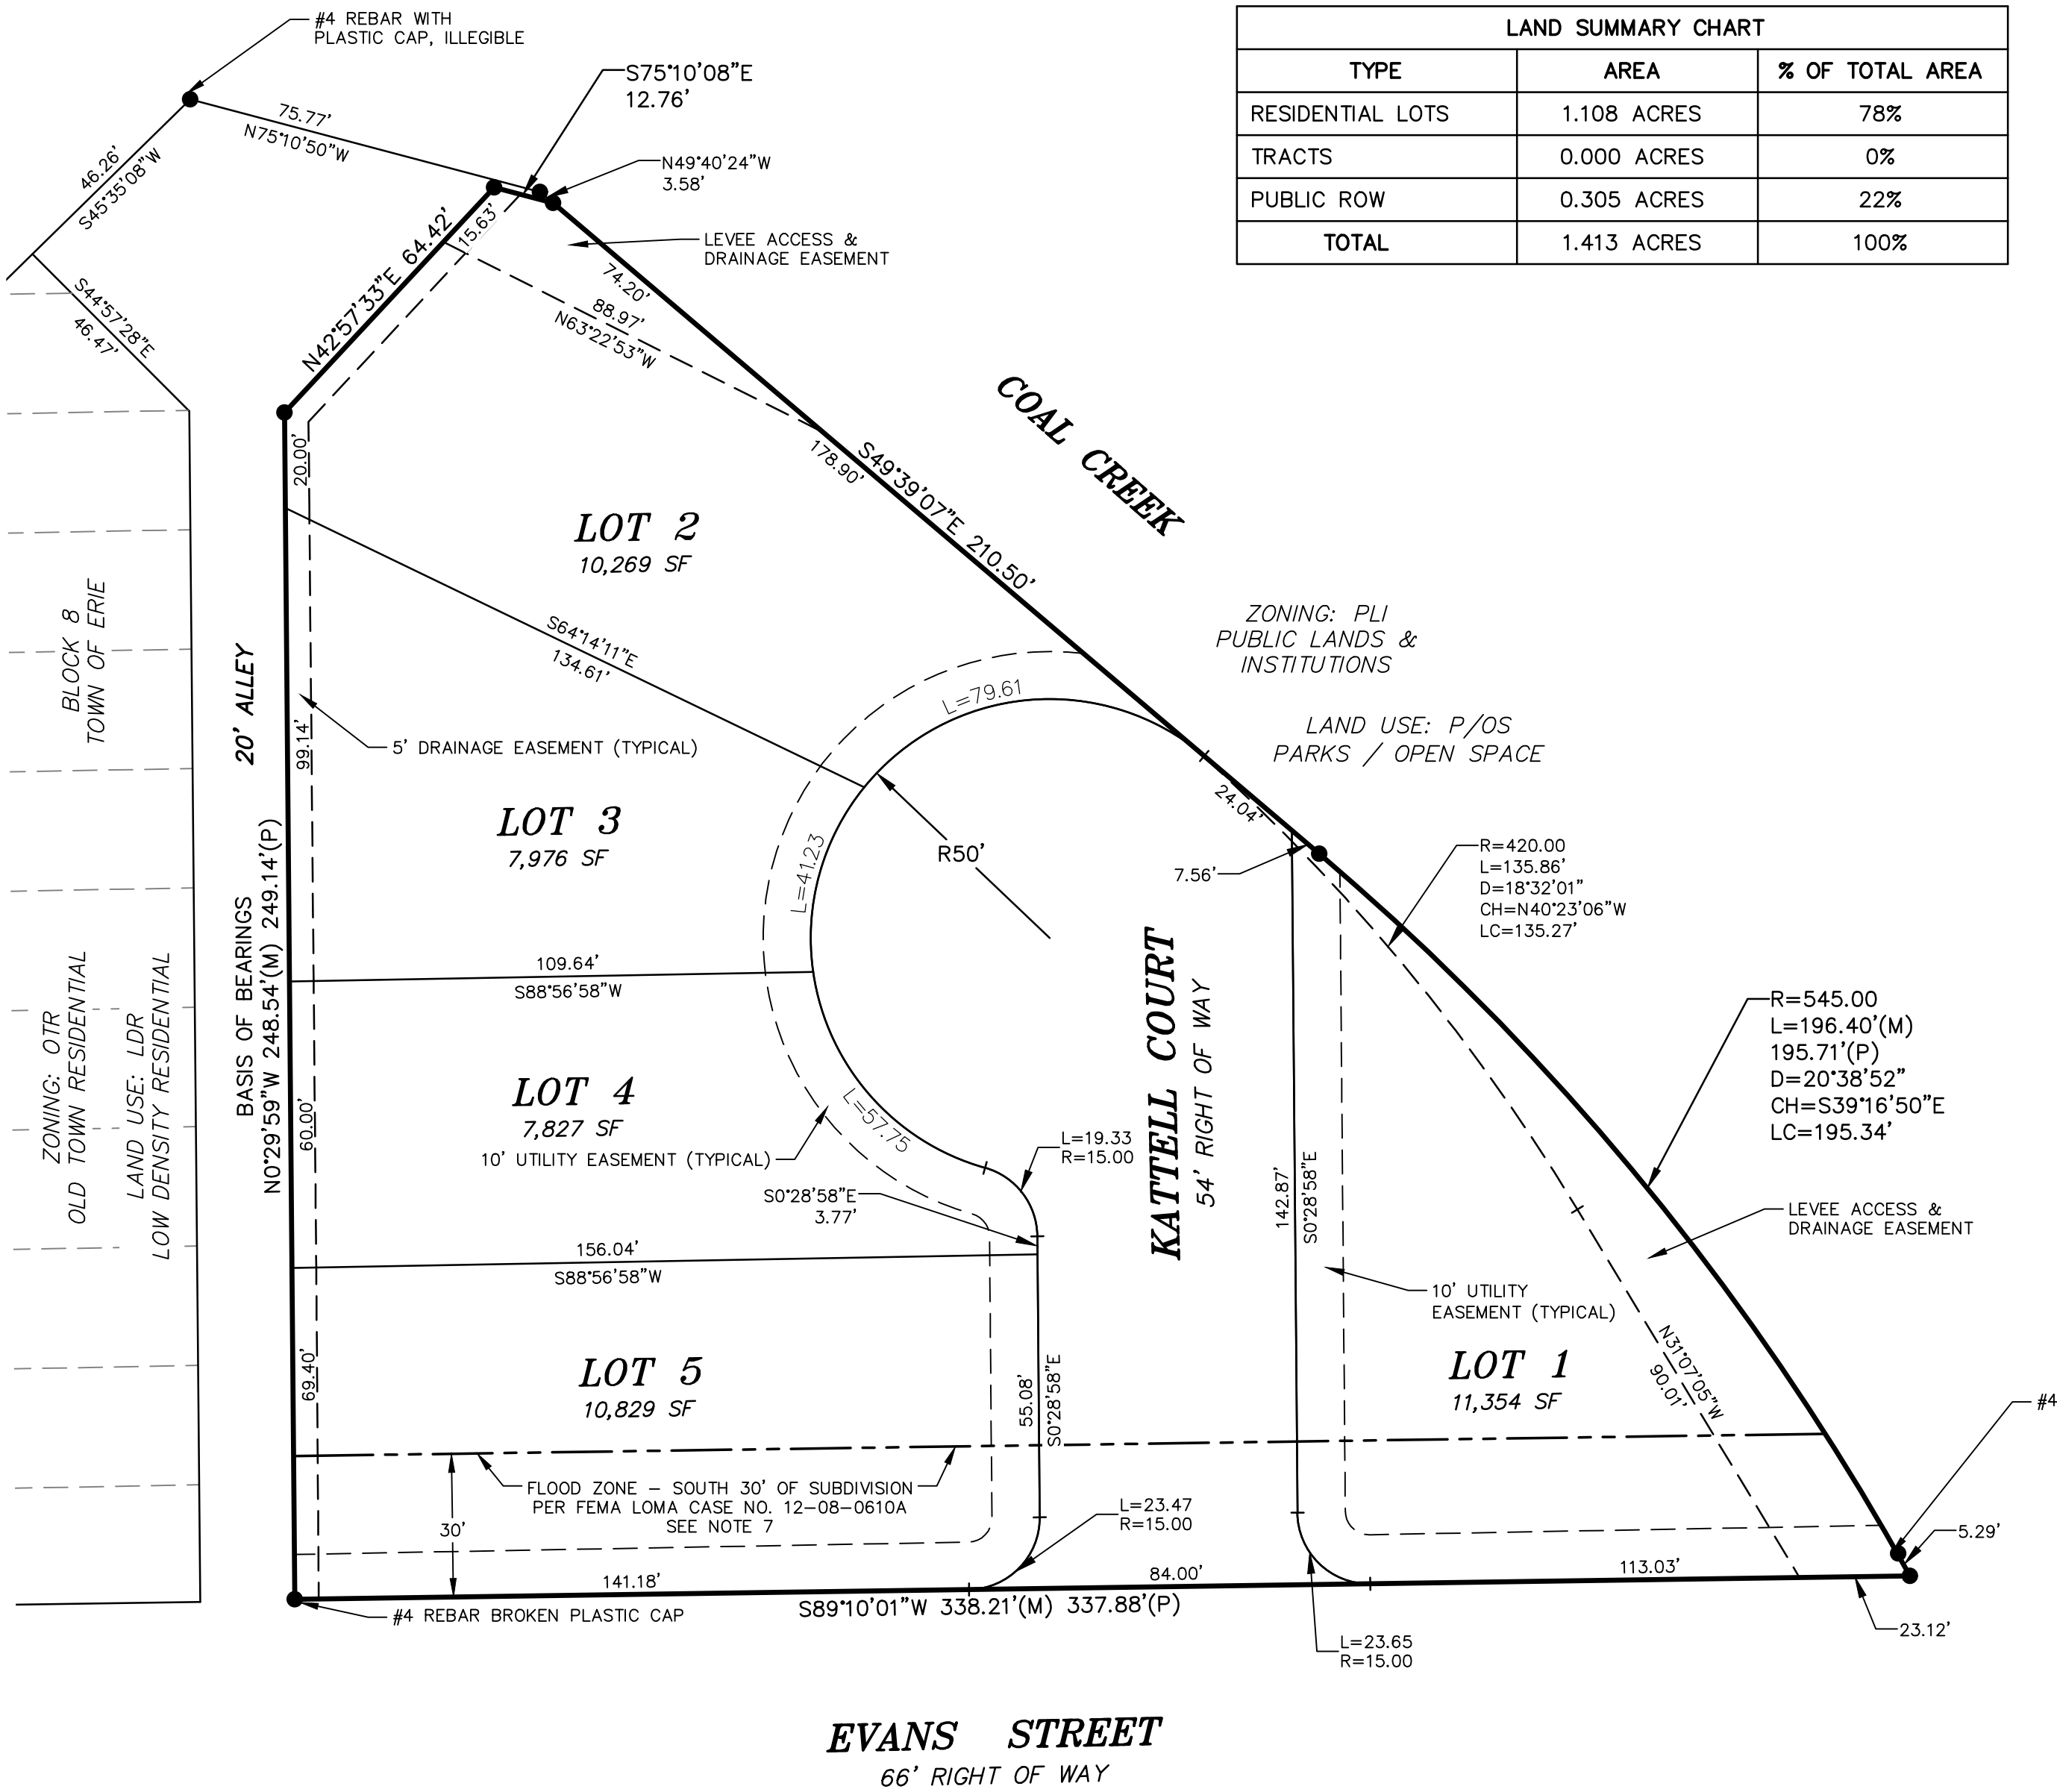 LAND SUMMARY CHART
TYPE AREA % OF TOTAL AREA
RESIDENTIAL LOTS 1.108 ACRES 78%
TRACTS 0.000 ACRES 0%
PUBLIC ROW 0.305 ACRES 22%
TOTAL 1.413 ACRES 100%
#4 REBAR WITH
PLASTIC CAP, ILLEGIBLE
S75°10'08"E
12.76'
75.77'
N75°10'50"W
N49°40'24"W
3.58'
46.26'
S45°35'08"W
S44°57'28"E
46.47'
N42°57'33"E 64.42'
15.63'
LEVEE ACCESS &
DRAINAGE EASEMENT
74.20'
88.97'
N63°22'53"W
178.90'
S49°39'07"E 210.50'
COAL CREEK
20.00'
LOT 2
10,269 SF
S64°14'11"E
134.61'
BLOCK 8
TOWN OF ERIE
20' ALLEY
99.14'
5' DRAINAGE EASEMENT (TYPICAL)
L=79.61
ZONING: PLI
PUBLIC LANDS &
INSTITUTIONS
LAND USE: P/OS
PARKS / OPEN SPACE
24.04'
7.56'
R=420.00
L=135.86'
D=18°32'01"
CH=N40°23'06"W
LC=135.27'
LOT 3
7,976 SF
L=41.23
R50'
109.64'
S88°56'58"W
BASIS OF BEARINGS
N0°29'59"W 248.54'(M) 249.14'(P)
ZONING: OTR
OLD TOWN RESIDENTIAL
LAND USE: LDR
LOW DENSITY RESIDENTIAL
KATTELL COURT
54' RIGHT OF WAY
R=545.00
L=196.40'(M)
195.71'(P)
D=20°38'52"
CH=S39°16'50"E
LC=195.34'
LOT 4
7,827 SF
60.00'
L=57.75
10' UTILITY EASEMENT (TYPICAL)
L=19.33
R=15.00
S0°28'58"E
3.77'
142.87'
S0°28'58"E
LEVEE ACCESS &
DRAINAGE EASEMENT
156.04'
S88°56'58"W
10' UTILITY
EASEMENT (TYPICAL)
LOT 5
10,829 SF
69.40'
55.08'
S0°28'58"E
LOT 1
11,354 SF
N31°07'05"W
90.01'
#4
FLOOD ZONE – SOUTH 30' OF SUBDIVISION
PER FEMA LOMA CASE NO. 12–08–0610A
SEE NOTE 7
30'
L=23.47
R=15.00
5.29'
141.18'
84.00'
113.03'
#4 REBAR BROKEN PLASTIC CAP
S89°10'01"W 338.21'(M) 337.88'(P)
23.12'
L=23.65
R=15.00
EVANS STREET
66' RIGHT OF WAY